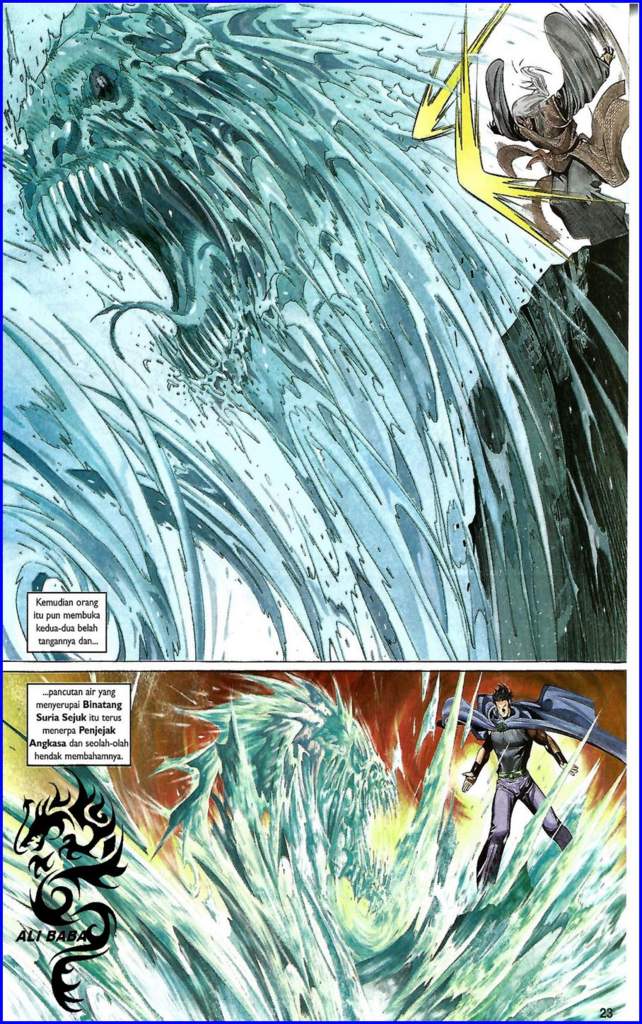 Kemudian orang
itu pun membuka
kedua-dua belah
tangannya dan...
...pancutan air yang
menyerupai Binatang
Suria Sejuk itu terus
menerpa Penjejak
Angkasa dan seolah-olah
hendak membahamnya.
ALI BABA
23